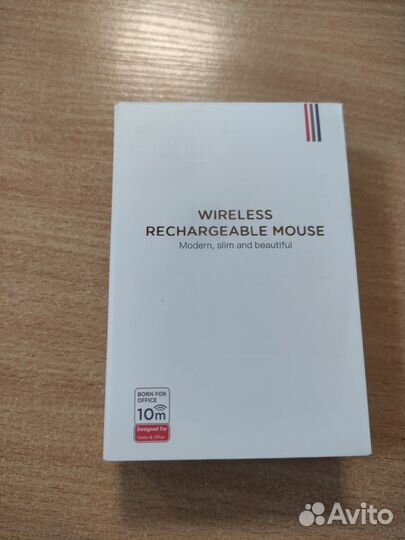 WIRELESS
RECHARGEABLE MOUSE
Modern, slim and beautiful
BORN FOR
OFFICE
10m
Designed For
Home & Office
Avito